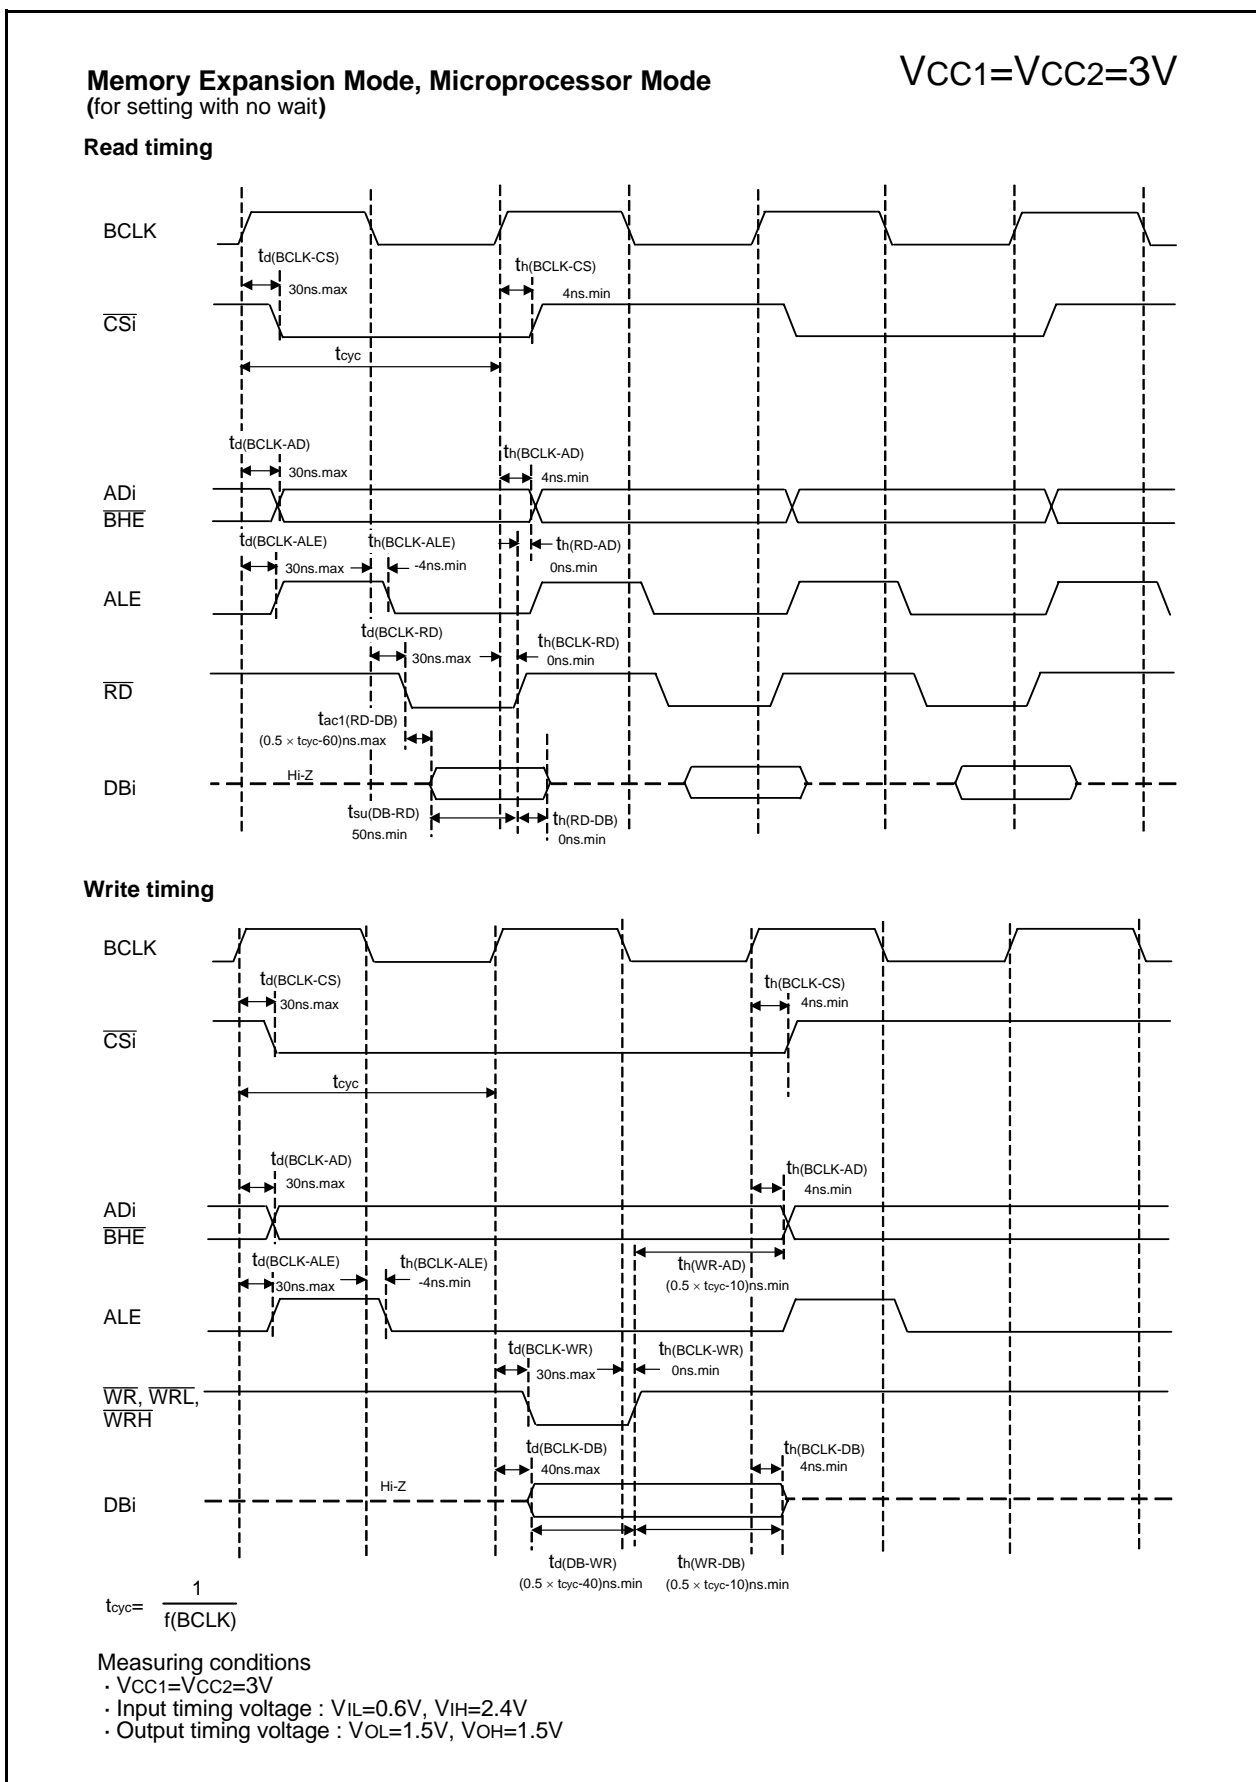 Memory Expansion Mode, Microprocessor Mode
VCC1=VCC2=3V
(for setting with no wait)
Read timing
BCLK
td(BCLK-CS)
30ns.max
th(BCLK-CS)
4ns.min
CSi
tcyc
td(BCLK-AD)
30ns.max
th(BCLK-AD)
4ns.min
ADi
BHE
td(BCLK-ALE)
30ns.max
th(BCLK-ALE)
-4ns.min
th(RD-AD)
0ns.min
ALE
td(BCLK-RD)
30ns.max
th(BCLK-RD)
0ns.min
RD
tac1(RD-DB)
(0.5 × tcyc-60)ns.max
Hi-Z
DBi
tsu(DB-RD)
50ns.min
th(RD-DB)
0ns.min
Write timing
BCLK
td(BCLK-CS)
30ns.max
th(BCLK-CS)
4ns.min
CSi
tcyc
td(BCLK-AD)
30ns.max
th(BCLK-AD)
4ns.min
ADi
BHE
td(BCLK-ALE)
30ns.max
th(BCLK-ALE)
-4ns.min
th(WR-AD)
(0.5 × tcyc-10)ns.min
ALE
td(BCLK-WR)
30ns.max
th(BCLK-WR)
0ns.min
WR, WRL,
WRH
td(BCLK-DB)
40ns.max
th(BCLK-DB)
4ns.min
Hi-Z
DBi
td(DB-WR)
(0.5 × tcyc-40)ns.min
th(WR-DB)
(0.5 × tcyc-10)ns.min
tcyc= 1
f(BCLK)
Measuring conditions
· VCC1=VCC2=3V
· Input timing voltage : VIL=0.6V, VIH=2.4V
· Output timing voltage : VOL=1.5V, VOH=1.5V